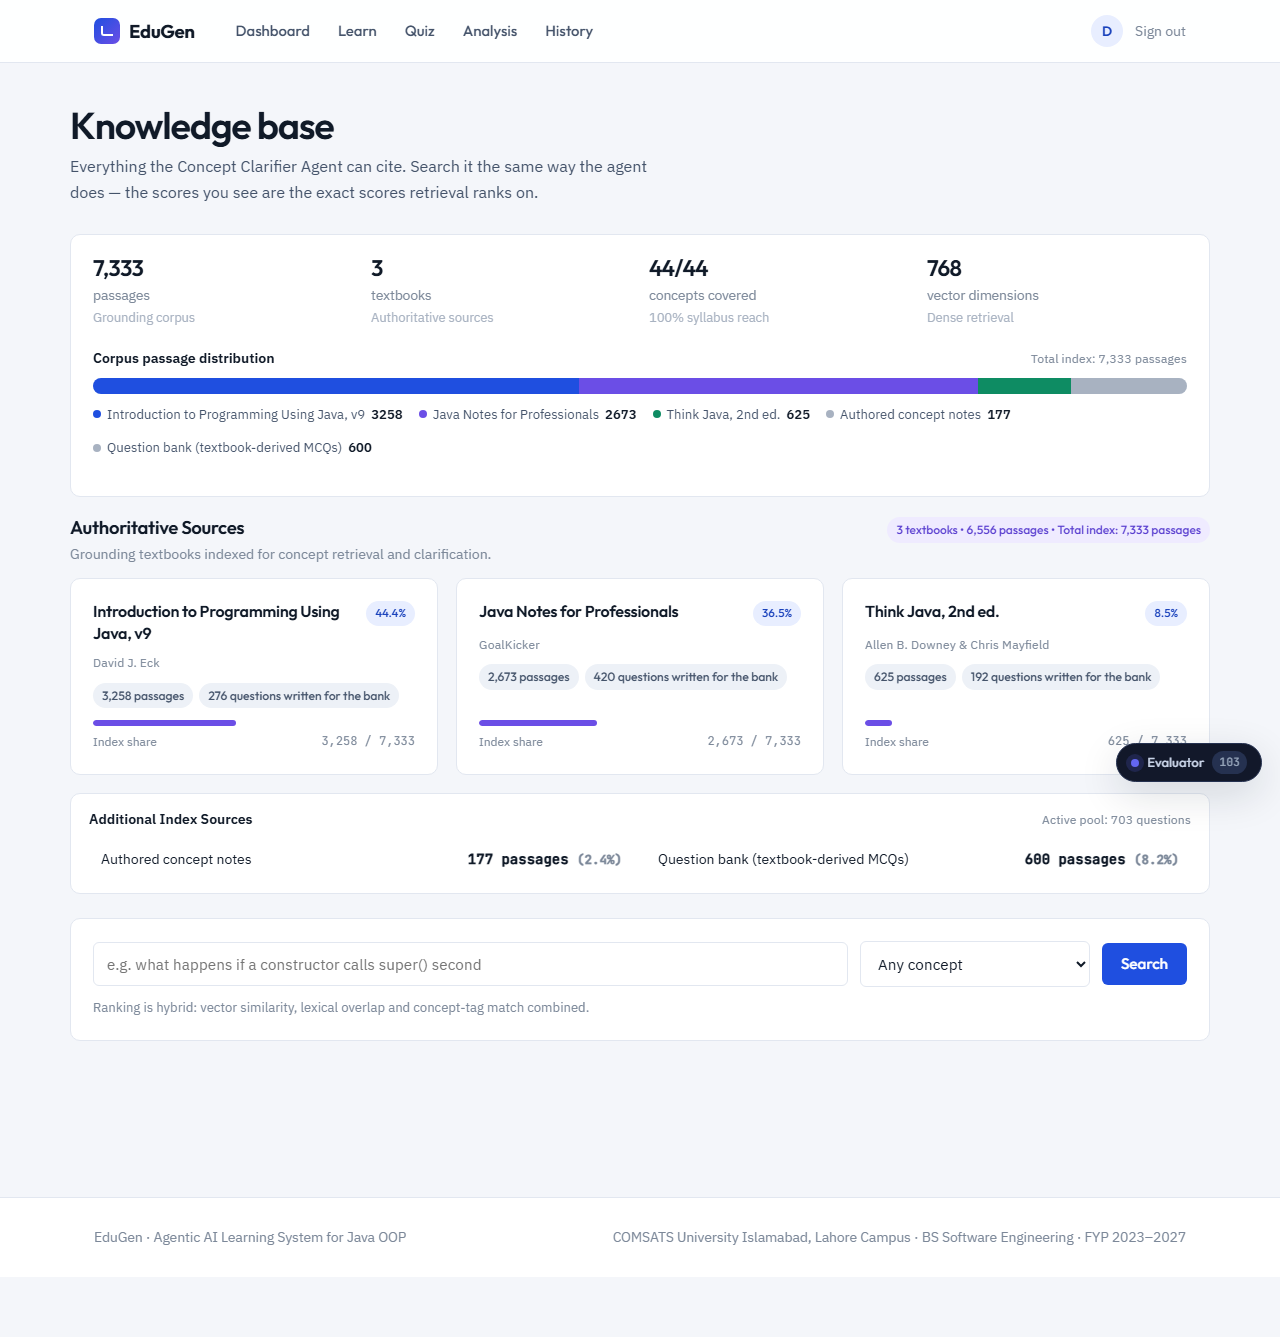 EduGen
Dashboard
Learn
Quiz
Analysis
History
D
Sign out
Knowledge base
Everything the Concept Clarifier Agent can cite. Search it the same way the agent
does — the scores you see are the exact scores retrieval ranks on.
7,333
passages
Grounding corpus
3
textbooks
Authoritative sources
44/44
concepts covered
100% syllabus reach
768
vector dimensions
Dense retrieval
Corpus passage distribution
Total index: 7,333 passages
Introduction to Programming Using Java, v9 3258
Java Notes for Professionals 2673
Think Java, 2nd ed. 625
Authored concept notes 177
Question bank (textbook-derived MCQs) 600
Authoritative Sources
3 textbooks • 6,556 passages • Total index: 7,333 passages
Grounding textbooks indexed for concept retrieval and clarification.
Introduction to Programming Using
Java, v9
44.4%
David J. Eck
3,258 passages
276 questions written for the bank
Index share
3,258 / 7,333
Java Notes for Professionals
36.5%
GoalKicker
2,673 passages
420 questions written for the bank
Index share
2,673 / 7,333
Think Java, 2nd ed.
8.5%
Allen B. Downey & Chris Mayfield
625 passages
192 questions written for the bank
Index share
625 / 7,333
Evaluator 103
Additional Index Sources
Active pool: 703 questions
Authored concept notes
177 passages (2.4%)
Question bank (textbook-derived MCQs)
600 passages (8.2%)
e.g. what happens if a constructor calls super() second
Any concept
Search
Ranking is hybrid: vector similarity, lexical overlap and concept-tag match combined.
EduGen · Agentic AI Learning System for Java OOP
COMSATS University Islamabad, Lahore Campus · BS Software Engineering · FYP 2023–2027